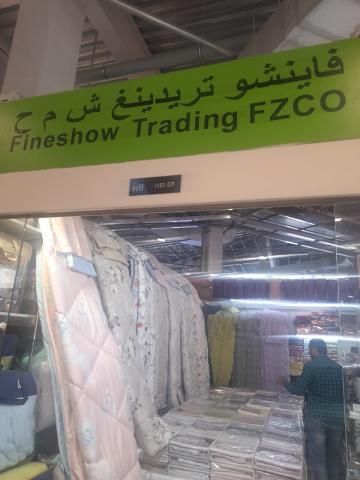 فاينشو تريدينغ ش م ح
Fineshow Trading FZCO
HB HBI 07